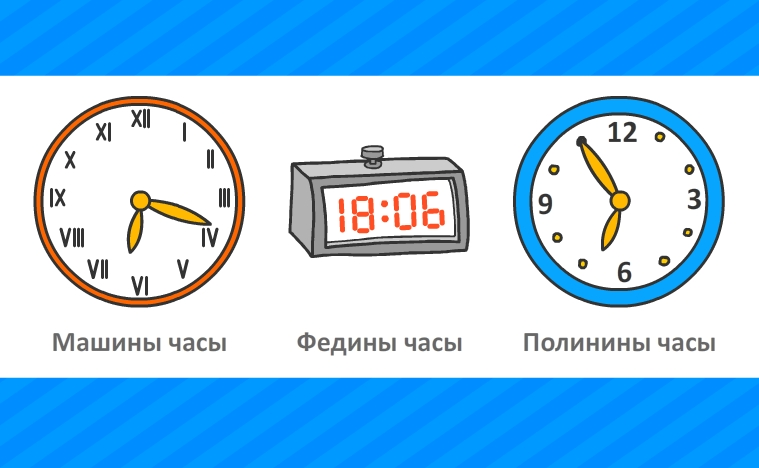 XII
XI I
X II
IX III
VIII IV
VII V
VI
18:06
12
9 3
6
Машины часы
Федины часы
Полинины часы